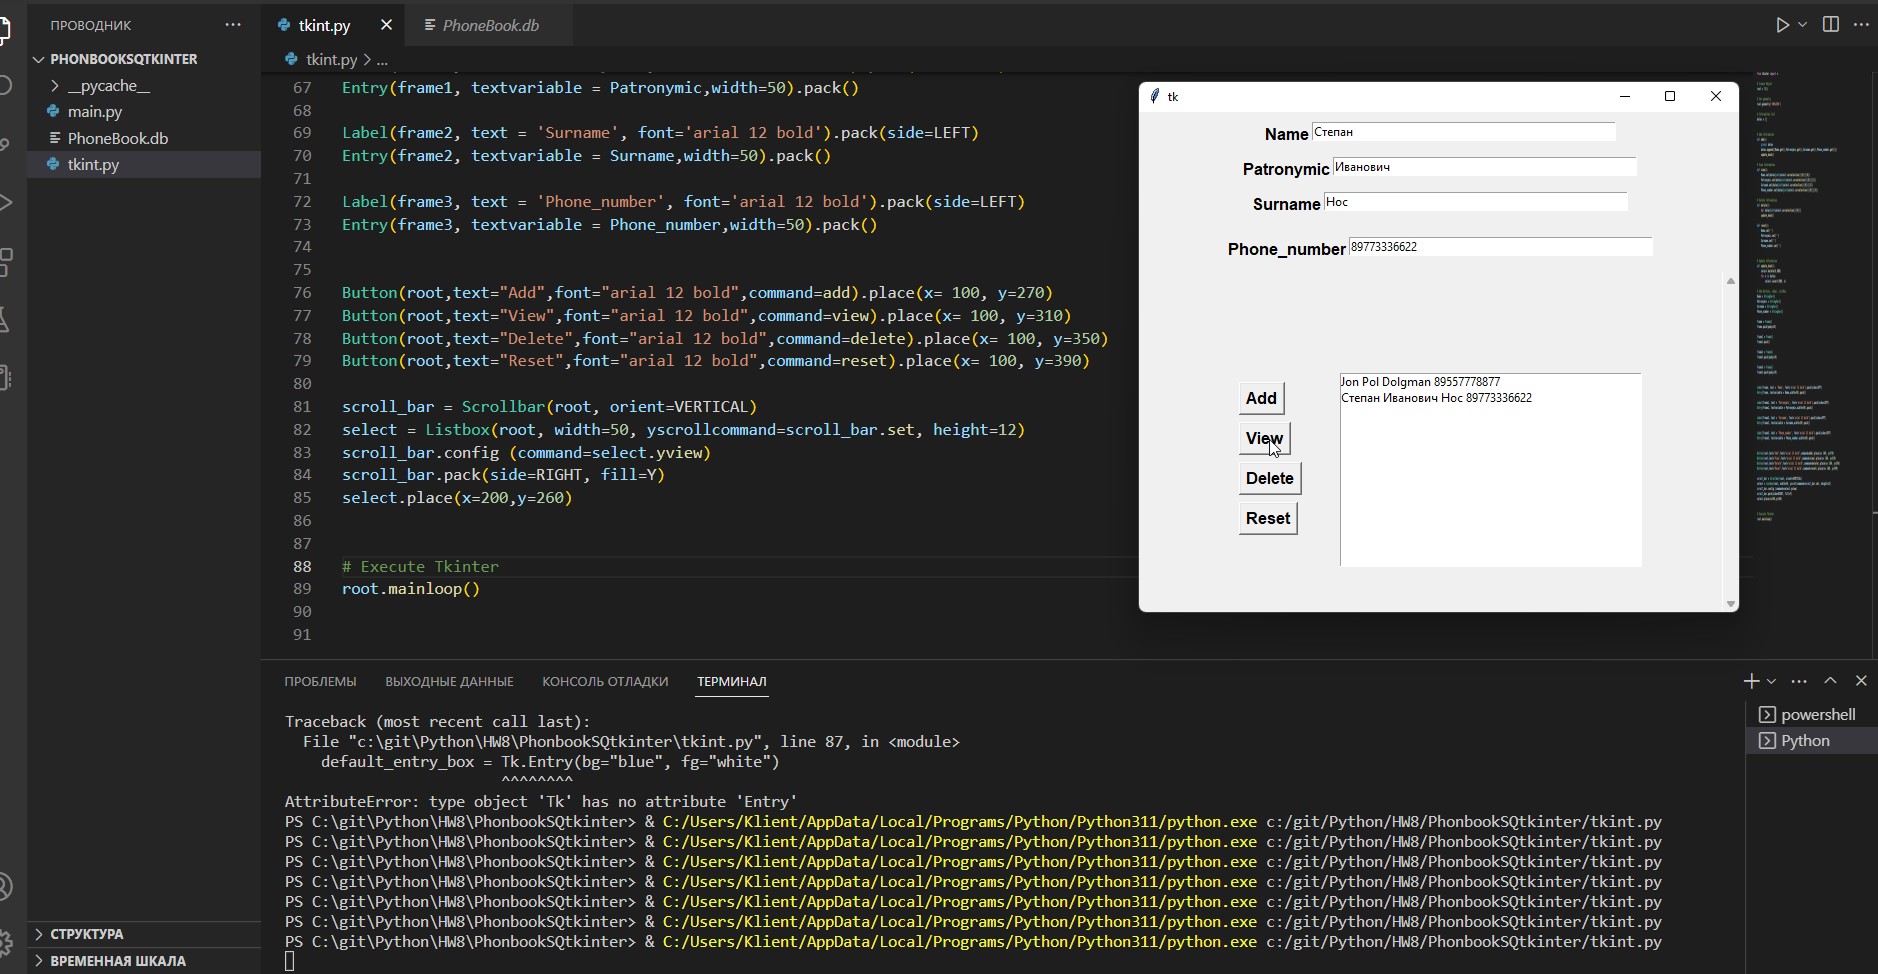 ПРОВОДНИК
PHONBOOKSQTKINTER
__pycache__
main.py
PhoneBook.db
tkint.py
СТРУКТУРА
ВРЕМЕННАЯ ШКАЛА
tkint.py
PhoneBook.db
tkint.py > ...
67 Entry(frame1, textvariable = Patronymic,width=50).pack()
68
69 Label(frame2, text = 'Surname', font='arial 12 bold').pack(side=LEFT)
70 Entry(frame2, textvariable = Surname,width=50).pack()
71
72 Label(frame3, text = 'Phone_number', font='arial 12 bold').pack(side=LEFT)
73 Entry(frame3, textvariable = Phone_number,width=50).pack()
74
75
76 Button(root,text="Add",font="arial 12 bold",command=add).place(x= 100, y=270)
77 Button(root,text="View",font="arial 12 bold",command=view).place(x= 100, y=310)
78 Button(root,text="Delete",font="arial 12 bold",command=delete).place(x= 100, y=350)
79 Button(root,text="Reset",font="arial 12 bold",command=reset).place(x= 100, y=390)
80
81 scroll_bar = Scrollbar(root, orient=VERTICAL)
82 select = Listbox(root, width=50, yscrollcommand=scroll_bar.set, height=12)
83 scroll_bar.config (command=select.yview)
84 scroll_bar.pack(side=RIGHT, fill=Y)
85 select.place(x=200,y=260)
86
87
88 # Execute Tkinter
89 root.mainloop()
90
91
tk
Name Степан
Patronymic Иванович
Surname Нос
Phone_number 89773336622
Add
View
Delete
Reset
Jon Pol Dolgman 89557778877
Степан Иванович Нос 89773336622
ПРОБЛЕМЫ ВЫХОДНЫЕ ДАННЫЕ КОНСОЛЬ ОТЛАДКИ ТЕРМИНАЛ
Traceback (most recent call last):
File "c:\git\Python\HW8\PhonbookSQtkinter\tkint.py", line 87, in <module>
default_entry_box = Tk.Entry(bg="blue", fg="white")
^^^^^^^^
AttributeError: type object 'Tk' has no attribute 'Entry'
PS C:\git\Python\HW8\PhonbookSQtkinter> & C:/Users/Klient/AppData/Local/Programs/Python/Python311/python.exe c:/git/Python/HW8/PhonbookSQtkinter/tkint.py
PS C:\git\Python\HW8\PhonbookSQtkinter> & C:/Users/Klient/AppData/Local/Programs/Python/Python311/python.exe c:/git/Python/HW8/PhonbookSQtkinter/tkint.py
PS C:\git\Python\HW8\PhonbookSQtkinter> & C:/Users/Klient/AppData/Local/Programs/Python/Python311/python.exe c:/git/Python/HW8/PhonbookSQtkinter/tkint.py
PS C:\git\Python\HW8\PhonbookSQtkinter> & C:/Users/Klient/AppData/Local/Programs/Python/Python311/python.exe c:/git/Python/HW8/PhonbookSQtkinter/tkint.py
PS C:\git\Python\HW8\PhonbookSQtkinter> & C:/Users/Klient/AppData/Local/Programs/Python/Python311/python.exe c:/git/Python/HW8/PhonbookSQtkinter/tkint.py
PS C:\git\Python\HW8\PhonbookSQtkinter> & C:/Users/Klient/AppData/Local/Programs/Python/Python311/python.exe c:/git/Python/HW8/PhonbookSQtkinter/tkint.py
PS C:\git\Python\HW8\PhonbookSQtkinter> & C:/Users/Klient/AppData/Local/Programs/Python/Python311/python.exe c:/git/Python/HW8/PhonbookSQtkinter/tkint.py
powershell
Python